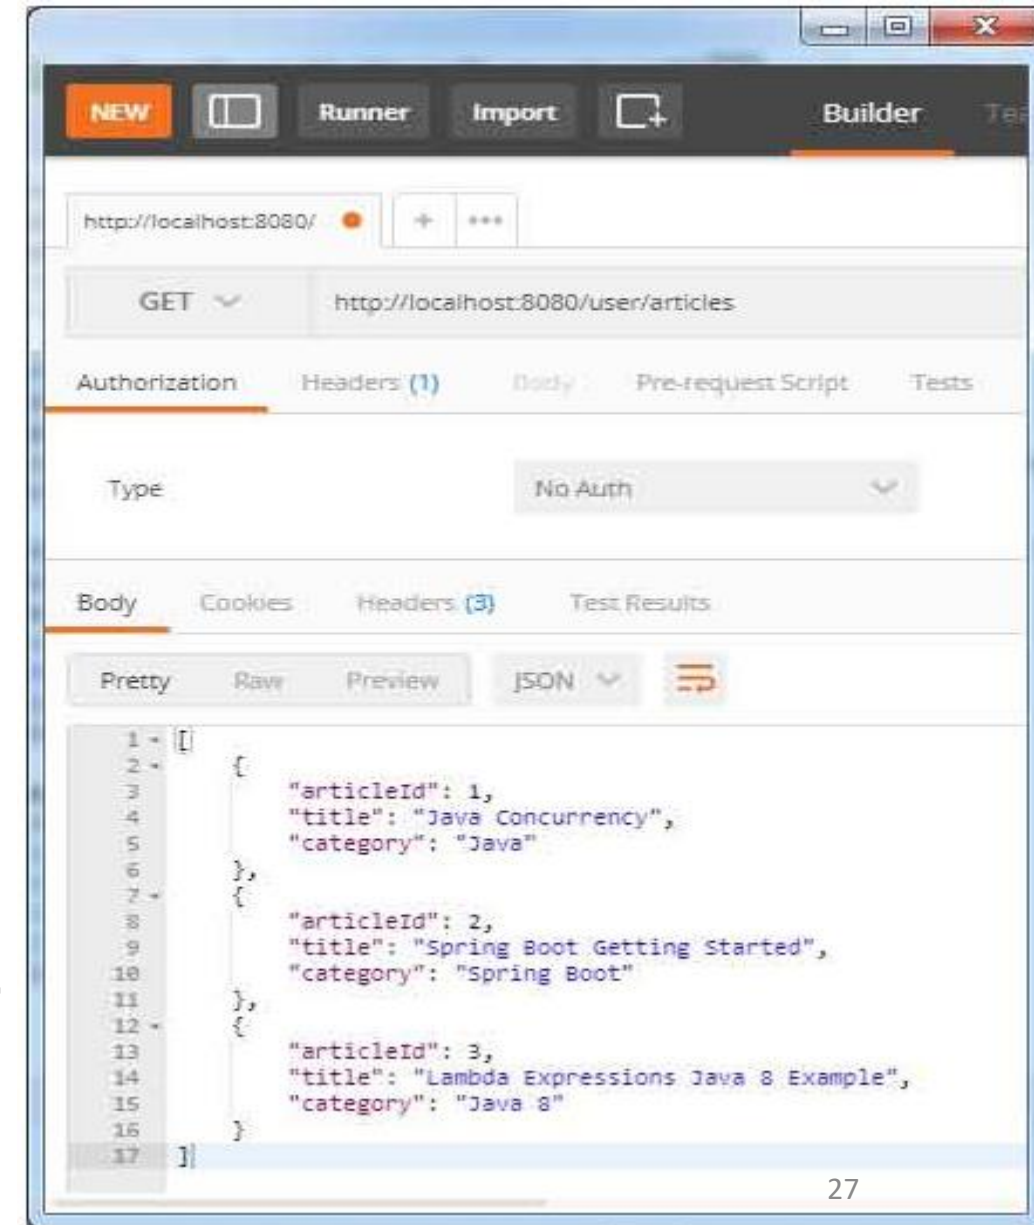 NEW Runner Import Builder
http://localhost:8080/ + •••
GET http://localhost:8080/user/articles
Authorization Headers (1) Body Pre-request Script Tests
Type No Auth
Body Cookies Headers (3) Test Results
Pretty Raw Preview JSON
1 [
2 {
3 "articleId": 1,
4 "title": "Java Concurrency",
5 "category": "Java"
6 },
7 {
8 "articleId": 2,
9 "title": "Spring Boot Getting Started",
10 "category": "Spring Boot"
11 },
12 {
13 "articleId": 3,
14 "title": "Lambda Expressions Java 8 Example",
15 "category": "Java 8"
16 }
17 ]
27